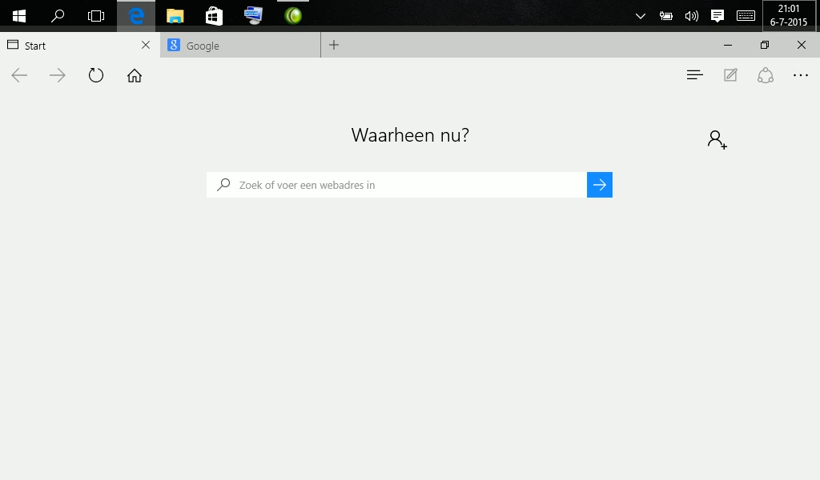 21:01
6-7-2015
Start
Google
Waarheen nu?
Zoek of voer een webadres in